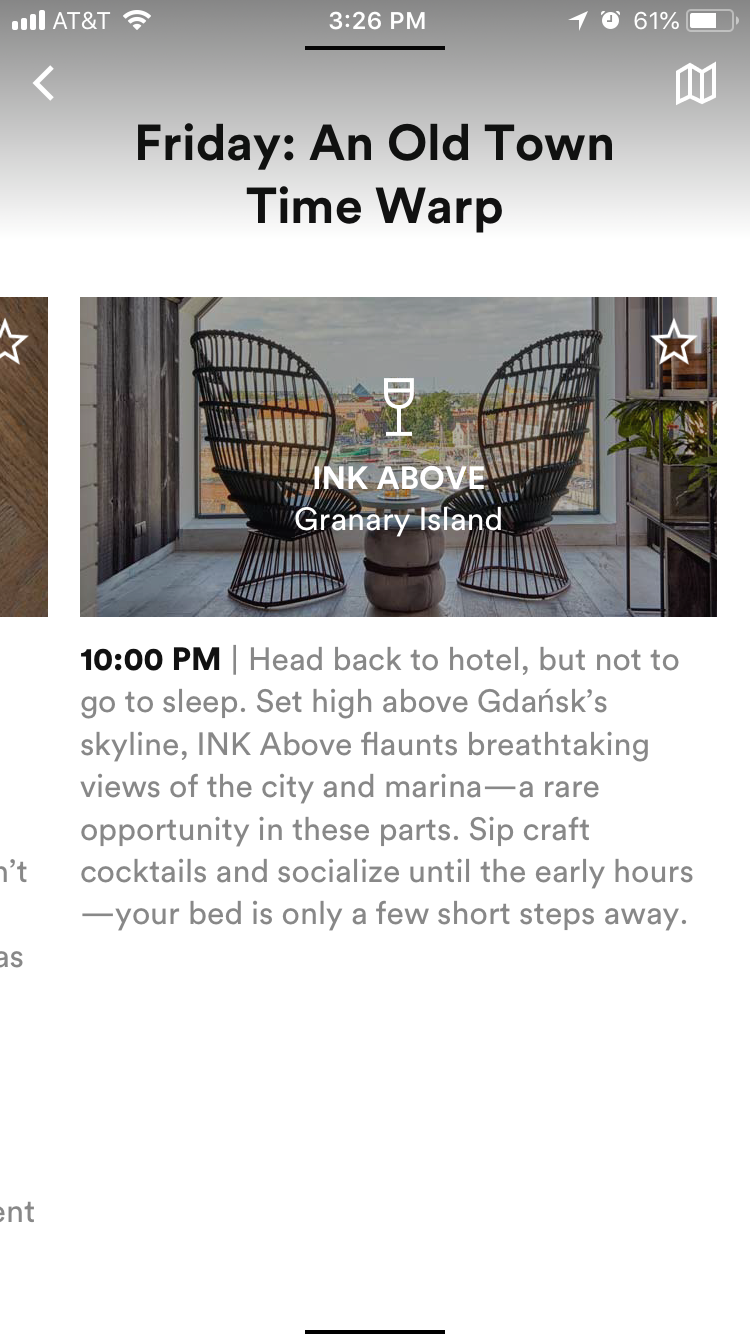 AT&T 3:26 PM 61%
Friday: An Old Town
Time Warp
INK ABOVE
Granary Island
10:00 PM | Head back to hotel, but not to
go to sleep. Set high above Gdańsk’s
skyline, INK Above flaunts breathtaking
views of the city and marina—a rare
opportunity in these parts. Sip craft
cocktails and socialize until the early hours
—your bed is only a few short steps away.
n’t
as
ent